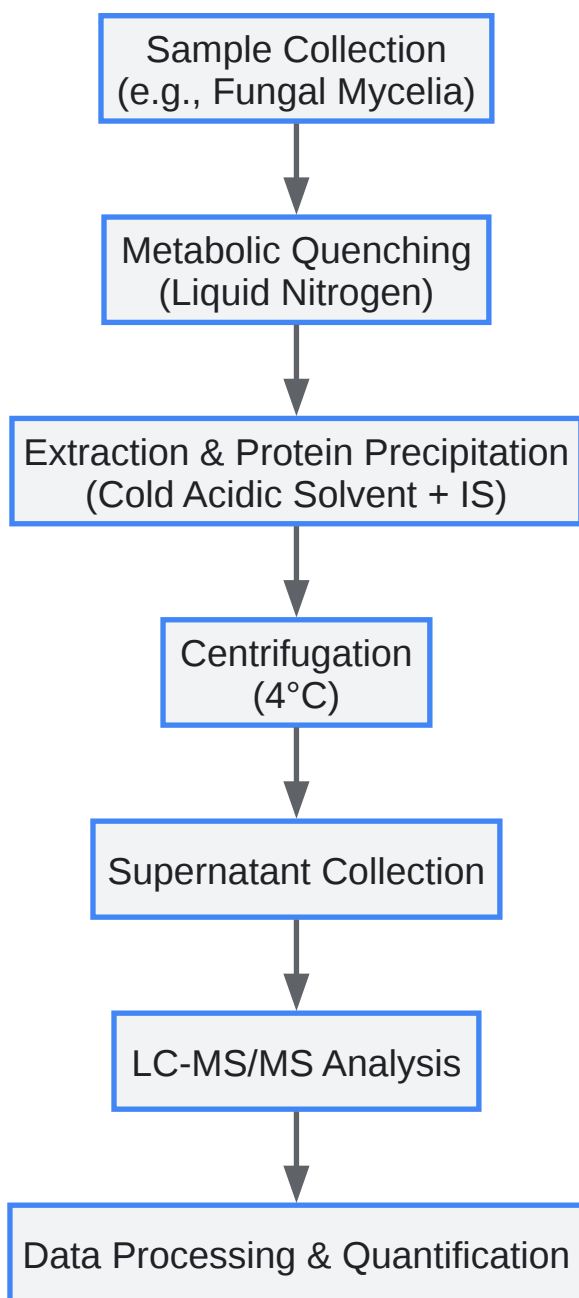 Sample Collection
(e.g., Fungal Mycelia)
Metabolic Quenching
(Liquid Nitrogen)
Extraction & Protein Precipitation
(Cold Acidic Solvent + IS)
Centrifugation
(4°C)
Supernatant Collection
LC-MS/MS Analysis
Data Processing & Quantification